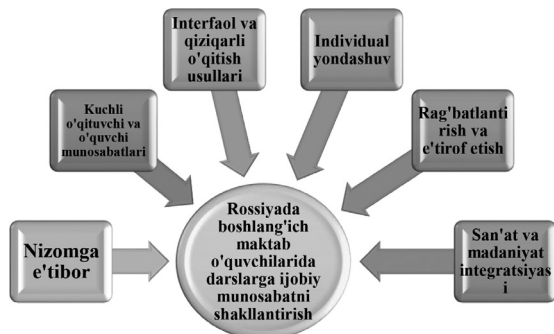 Interfaol va
qiziqarli
o'qitish
usullari
Individual
yondashuv
Kuchli
o'qituvchi va
o'quvchi
munosabatlari
Rag'batlanti
rish va
e'tirof etish
Nizomga
e'tibor
Rossiyada
boshlang'ich
maktab
o'quvchilarida
darslarga ijobiy
munosabatni
shakllantirish
San'at va
madaniyat
integratsiyas
i